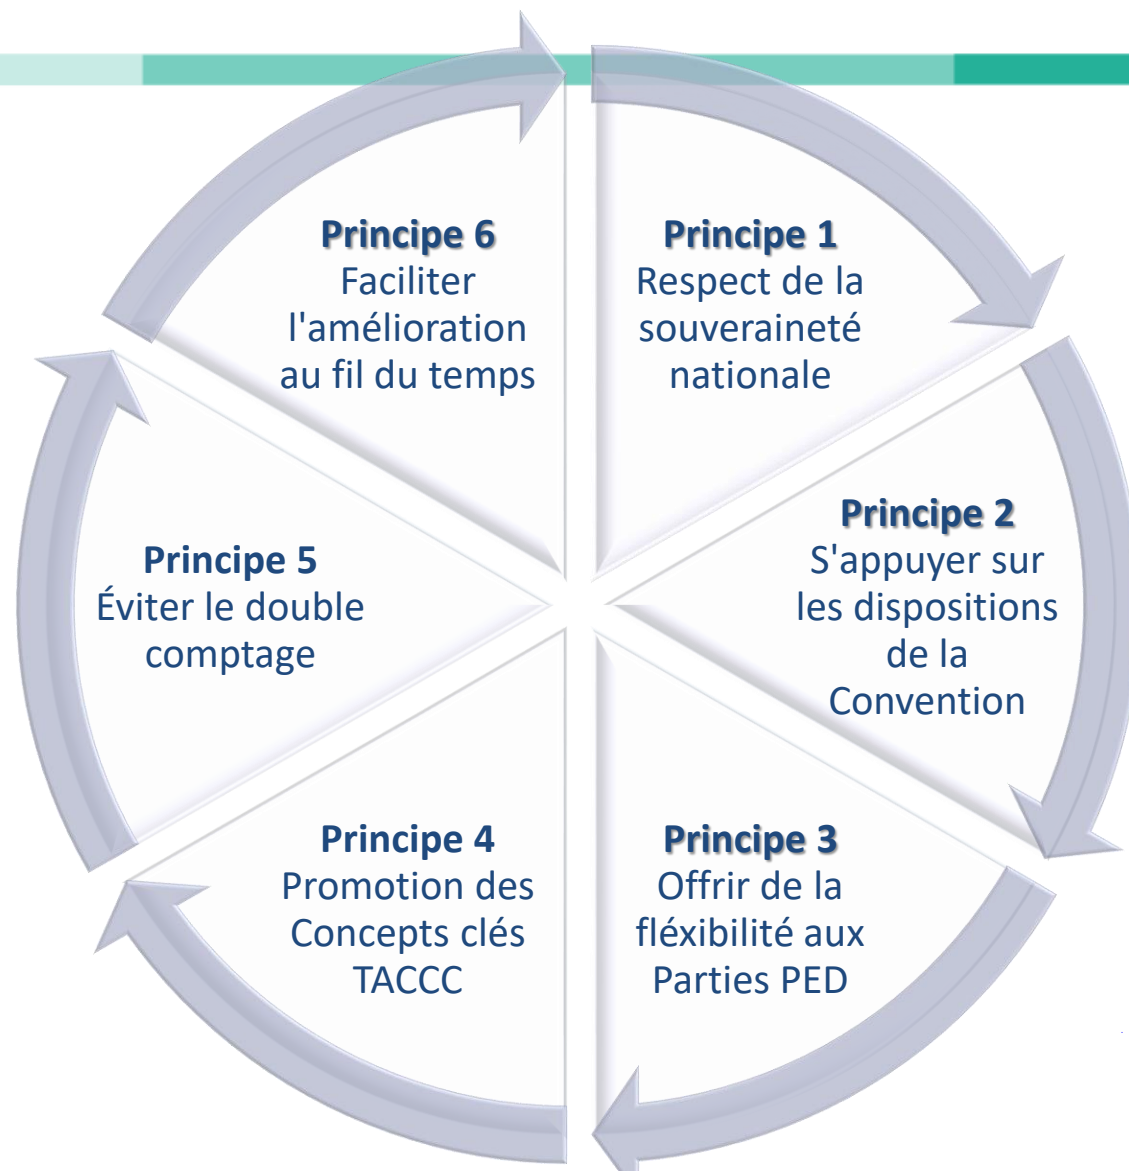 Principe 1
Respect de la
souveraineté
nationale
Principe 2
S'appuyer sur
les dispositions
de la
Convention
Principe 3
Offrir de la
fléxibilité aux
Parties PED
Principe 4
Promotion des
Concepts clés
TACCC
Principe 5
Éviter le double
comptage
Principe 6
Faciliter
l'amélioration
au fil du temps